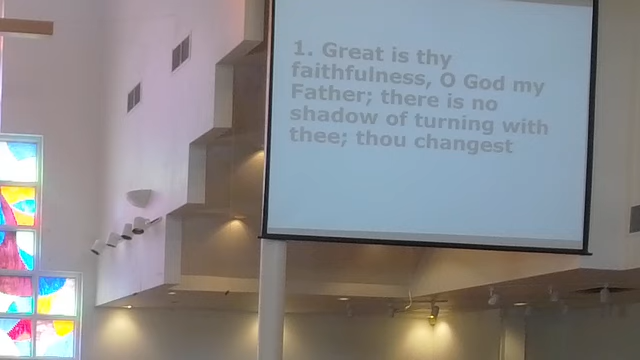 1. Great is thy
faithfulness, O God my
Father; there is no
shadow of turning with
thee; thou changest